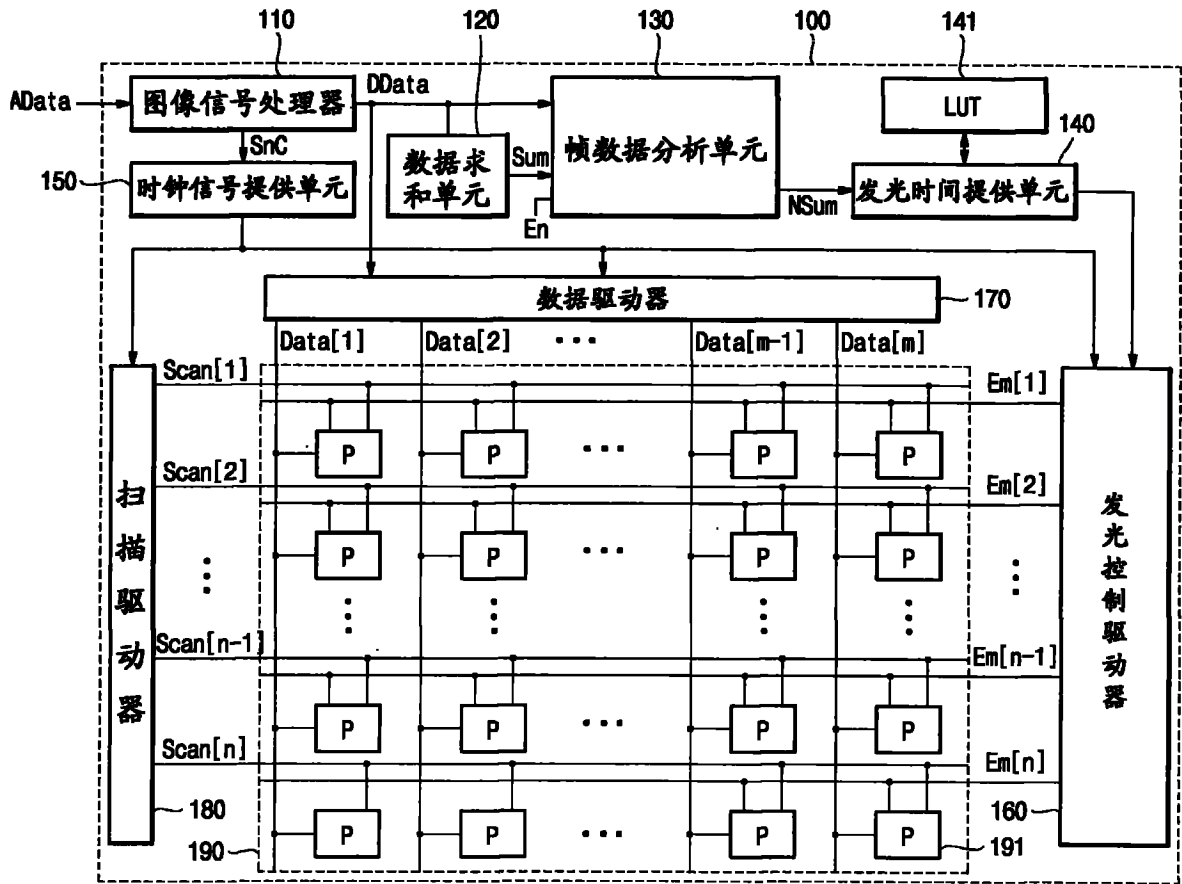 110
120
130
100
141
AData
图像信号处理器
DData
LUT
140
SnC
数据求
和单元
Sum
帧数据分析单元
150
时钟信号提供单元
En
NSum
发光时间提供单元
数据驱动器
170
Data[1]
Data[2]
...
Data[m-1]
Data[m]
Scan[1]
Em[1]
P
P
...
P
P
Scan[2]
Em[2]
P
P
...
P
P
扫描驱动器
发光控制驱动器
Scan[n-1]
Em[n-1]
P
P
...
P
P
Scan[n]
Em[n]
180
160
P
P
...
P
P
190
191